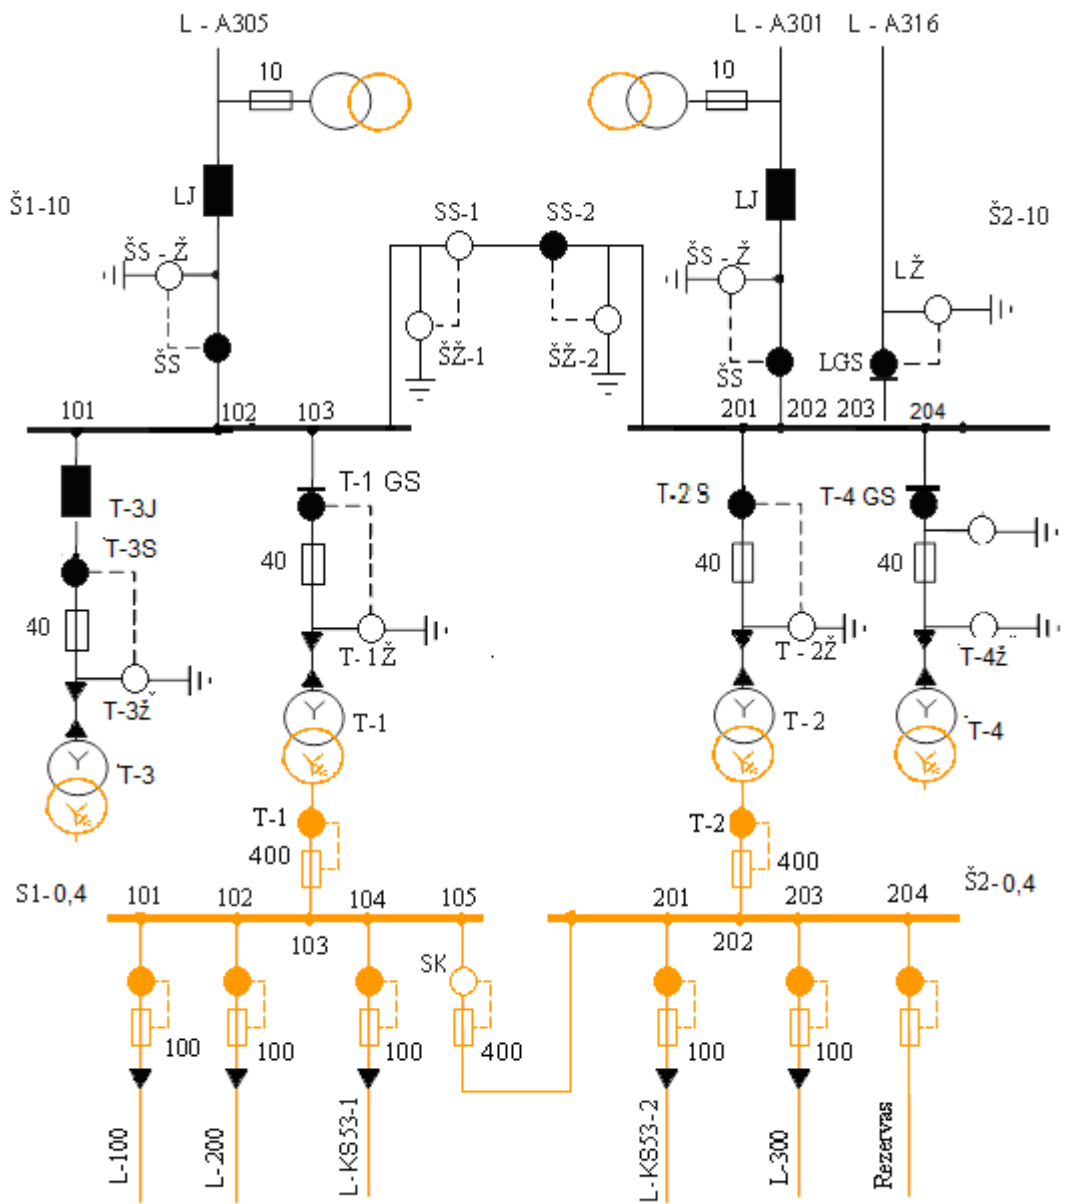 L - A305
L - A301
L - A316
10
10
LJ
LJ
Š1-10
Š2-10
SS-1
SS-2
ŠS - Ž
ŠS - Ž
LŽ
ŠŽ-1
ŠŽ-2
ŠS
ŠS
LGS
101
102
103
201
202
203
204
T-1 GS
T-2 S
T-4 GS
T-3J
T-3S
40
40
40
40
T-1Ž
T-2Ž
T-4ž
T-3ž
Y
Y
Y
Y
T-1
T-2
T-4
T-3
T-1
T-2
400
400
S1-0,4
Š2-0,4
101
102
104
105
201
203
204
103
202
SK
100
100
100
400
100
100
L-100
L-200
L-KS53-1
L-KS53-2
L-300
Rezervas